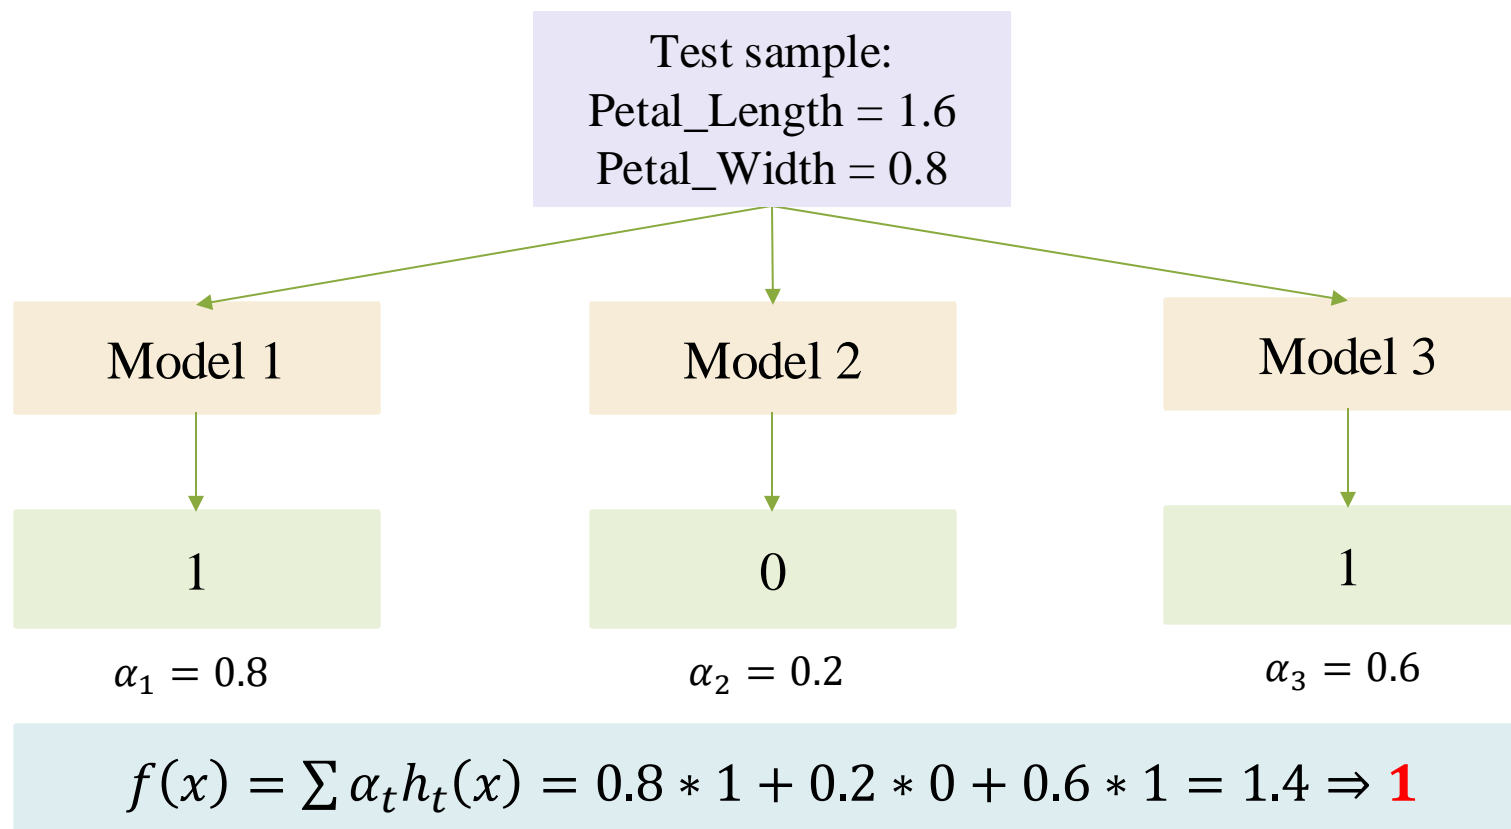 Test sample:
Petal_Length = 1.6
Petal_Width = 0.8
Model 1
Model 2
Model 3
1
0
1
𝛼₁ = 0.8
𝛼₂ = 0.2
𝛼₃ = 0.6
𝑓(𝑥) = ∑ 𝛼ₜℎₜ(𝑥) = 0.8 ∗ 1 + 0.2 ∗ 0 + 0.6 ∗ 1 = 1.4 ⇒ 1